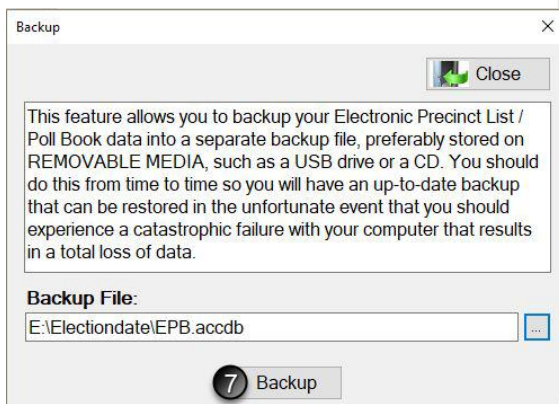 Backup
Close
This feature allows you to backup your Electronic Precinct List /
Poll Book data into a separate backup file, preferably stored on
REMOVABLE MEDIA, such as a USB drive or a CD. You should
do this from time to time so you will have an up-to-date backup
that can be restored in the unfortunate event that you should
experience a catastrophic failure with your computer that results
in a total loss of data.
Backup File:
E:\Electiondate\EPB.accdb
...
7 Backup